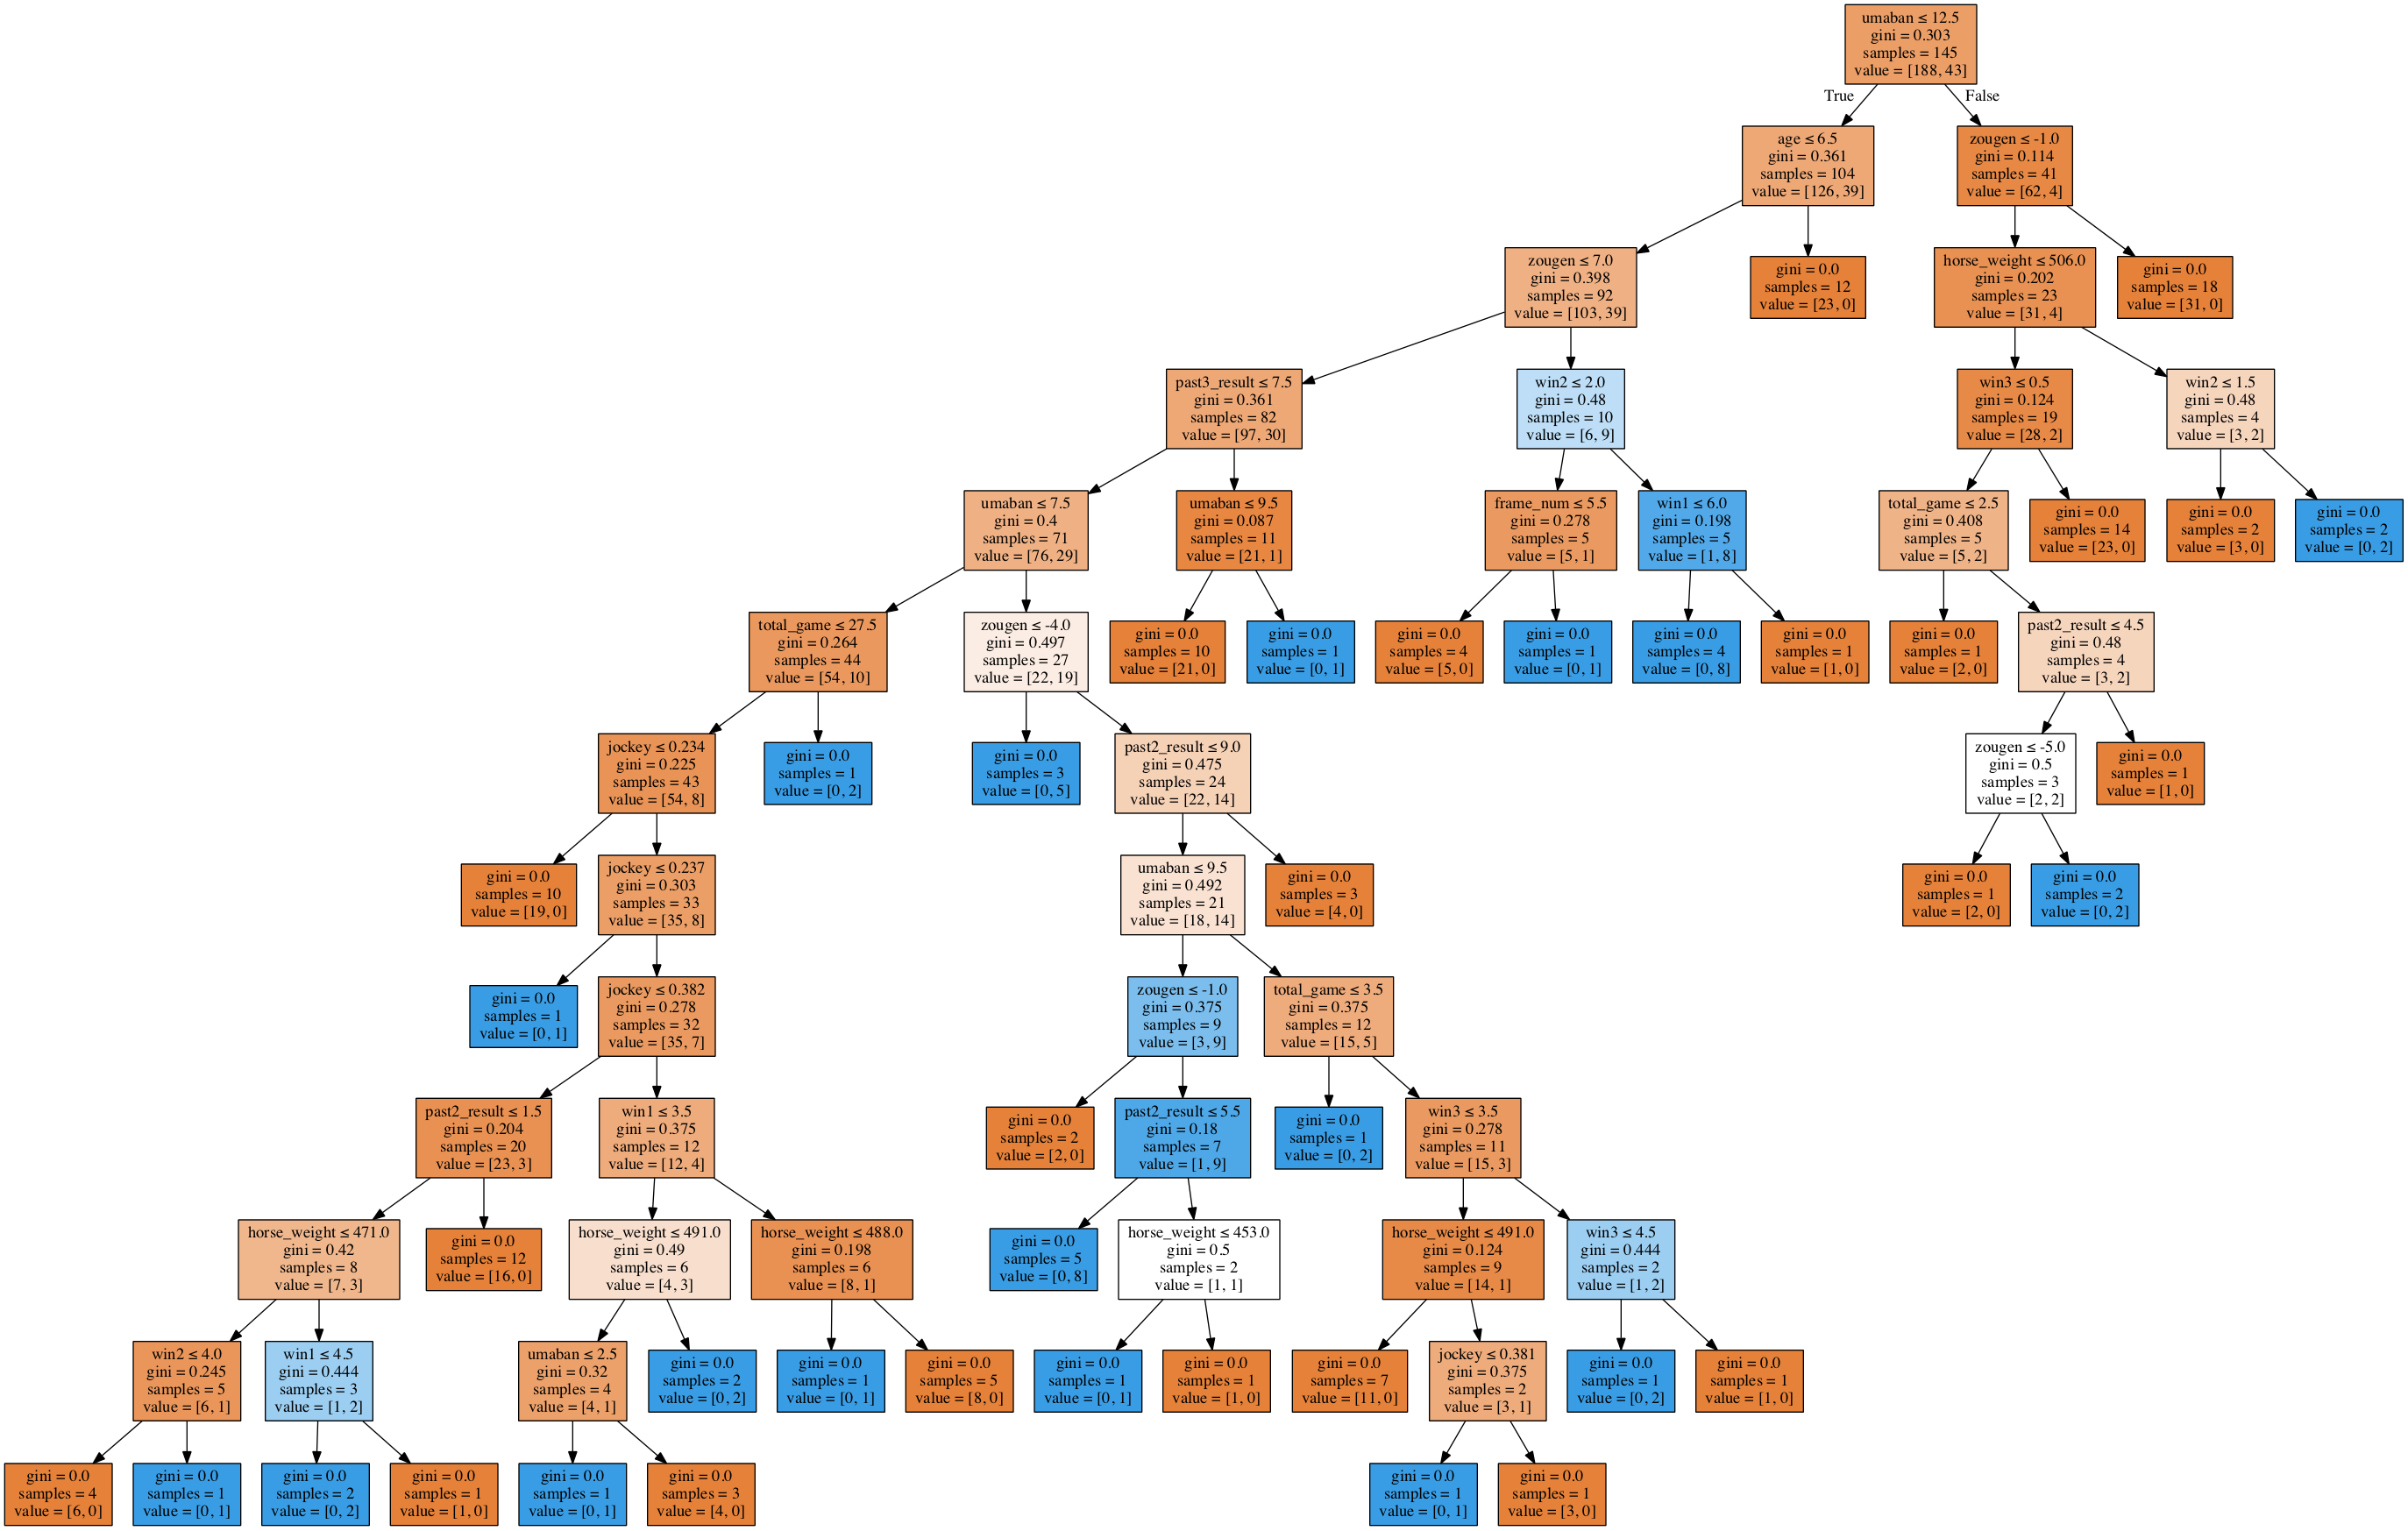 umaban ≤ 12.5
gini = 0.303
samples = 145
value = [188, 43]
True
False
age ≤ 6.5
gini = 0.361
samples = 104
value = [126, 39]
zougen ≤ -1.0
gini = 0.114
samples = 41
value = [62, 4]
zougen ≤ 7.0
gini = 0.398
samples = 92
value = [103, 39]
gini = 0.0
samples = 12
value = [23, 0]
horse_weight ≤ 506.0
gini = 0.202
samples = 23
value = [31, 4]
gini = 0.0
samples = 18
value = [31, 0]
past3_result ≤ 7.5
gini = 0.361
samples = 82
value = [97, 30]
win2 ≤ 2.0
gini = 0.48
samples = 10
value = [6, 9]
win3 ≤ 0.5
gini = 0.124
samples = 19
value = [28, 2]
win2 ≤ 1.5
gini = 0.48
samples = 4
value = [3, 2]
umaban ≤ 7.5
gini = 0.4
samples = 71
value = [76, 29]
umaban ≤ 9.5
gini = 0.087
samples = 11
value = [21, 1]
frame_num ≤ 5.5
gini = 0.278
samples = 5
value = [5, 1]
win1 ≤ 6.0
gini = 0.198
samples = 5
value = [1, 8]
total_game ≤ 2.5
gini = 0.408
samples = 5
value = [5, 2]
gini = 0.0
samples = 14
value = [23, 0]
gini = 0.0
samples = 2
value = [3, 0]
gini = 0.0
samples = 2
value = [0, 2]
total_game ≤ 27.5
gini = 0.264
samples = 44
value = [54, 10]
zougen ≤ -4.0
gini = 0.497
samples = 27
value = [22, 19]
gini = 0.0
samples = 10
value = [21, 0]
gini = 0.0
samples = 1
value = [0, 1]
gini = 0.0
samples = 4
value = [5, 0]
gini = 0.0
samples = 1
value = [0, 1]
gini = 0.0
samples = 4
value = [0, 8]
gini = 0.0
samples = 1
value = [1, 0]
gini = 0.0
samples = 1
value = [2, 0]
past2_result ≤ 4.5
gini = 0.48
samples = 4
value = [3, 2]
jockey ≤ 0.234
gini = 0.225
samples = 43
value = [54, 8]
gini = 0.0
samples = 1
value = [0, 2]
gini = 0.0
samples = 3
value = [0, 5]
past2_result ≤ 9.0
gini = 0.475
samples = 24
value = [22, 14]
zougen ≤ -5.0
gini = 0.5
samples = 3
value = [2, 2]
gini = 0.0
samples = 1
value = [1, 0]
gini = 0.0
samples = 10
value = [19, 0]
jockey ≤ 0.237
gini = 0.303
samples = 33
value = [35, 8]
umaban ≤ 9.5
gini = 0.492
samples = 21
value = [18, 14]
gini = 0.0
samples = 3
value = [4, 0]
gini = 0.0
samples = 1
value = [2, 0]
gini = 0.0
samples = 2
value = [0, 2]
gini = 0.0
samples = 1
value = [0, 1]
jockey ≤ 0.382
gini = 0.278
samples = 32
value = [35, 7]
zougen ≤ -1.0
gini = 0.375
samples = 9
value = [3, 9]
total_game ≤ 3.5
gini = 0.375
samples = 12
value = [15, 5]
past2_result ≤ 1.5
gini = 0.204
samples = 20
value = [23, 3]
win1 ≤ 3.5
gini = 0.375
samples = 12
value = [12, 4]
gini = 0.0
samples = 2
value = [2, 0]
past2_result ≤ 5.5
gini = 0.18
samples = 7
value = [1, 9]
gini = 0.0
samples = 1
value = [0, 2]
win3 ≤ 3.5
gini = 0.278
samples = 11
value = [15, 3]
horse_weight ≤ 471.0
gini = 0.42
samples = 8
value = [7, 3]
gini = 0.0
samples = 12
value = [16, 0]
horse_weight ≤ 491.0
gini = 0.49
samples = 6
value = [4, 3]
horse_weight ≤ 488.0
gini = 0.198
samples = 6
value = [8, 1]
gini = 0.0
samples = 5
value = [0, 8]
horse_weight ≤ 453.0
gini = 0.5
samples = 2
value = [1, 1]
horse_weight ≤ 491.0
gini = 0.124
samples = 9
value = [14, 1]
win3 ≤ 4.5
gini = 0.444
samples = 2
value = [1, 2]
win2 ≤ 4.0
gini = 0.245
samples = 5
value = [6, 1]
win1 ≤ 4.5
gini = 0.444
samples = 3
value = [1, 2]
umaban ≤ 2.5
gini = 0.32
samples = 4
value = [4, 1]
gini = 0.0
samples = 2
value = [0, 2]
gini = 0.0
samples = 1
value = [0, 1]
gini = 0.0
samples = 5
value = [8, 0]
gini = 0.0
samples = 1
value = [0, 1]
gini = 0.0
samples = 1
value = [1, 0]
gini = 0.0
samples = 7
value = [11, 0]
jockey ≤ 0.381
gini = 0.375
samples = 2
value = [3, 1]
gini = 0.0
samples = 1
value = [0, 2]
gini = 0.0
samples = 1
value = [1, 0]
gini = 0.0
samples = 4
value = [6, 0]
gini = 0.0
samples = 1
value = [0, 1]
gini = 0.0
samples = 2
value = [0, 2]
gini = 0.0
samples = 1
value = [1, 0]
gini = 0.0
samples = 1
value = [0, 1]
gini = 0.0
samples = 3
value = [4, 0]
gini = 0.0
samples = 1
value = [0, 1]
gini = 0.0
samples = 1
value = [3, 0]